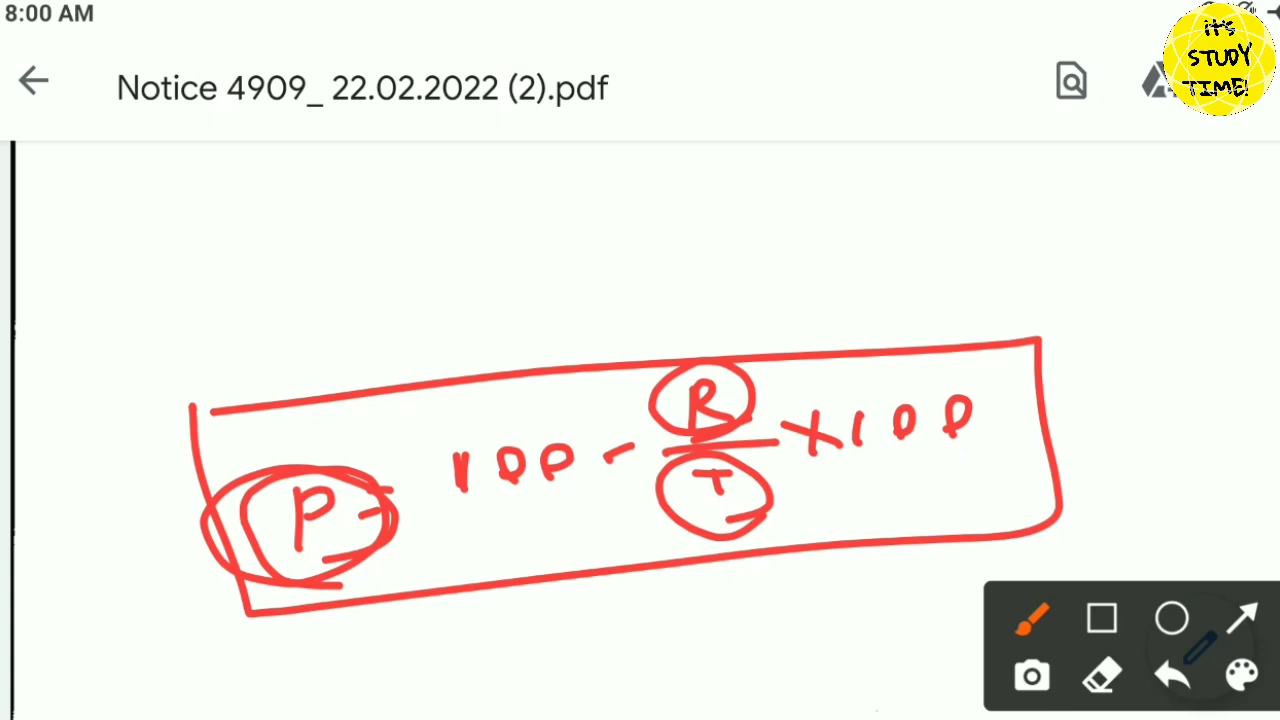 8:00 AM
Notice 4909_ 22.02.2022 (2).pdf
it's
STUDY
TIME!
P = 100 - R/T × 100